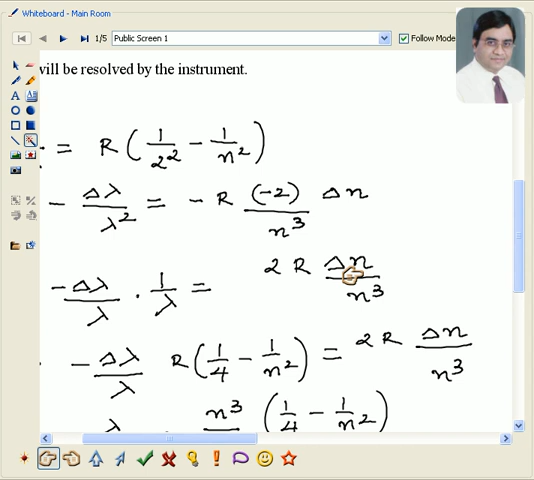 Whiteboard - Main Room
1/5 Public Screen 1 Follow Mode
will be resolved by the instrument.
= R ( 1/2² − 1/n² )
− Δλ/λ² = − R (−2)/n³ Δn
−Δλ/λ · 1/λ = 2 R Δn/n³
− Δλ/λ R ( 1/4 − 1/n² ) = 2 R Δn/n³
λ n³ ( 1/4 − 1/n² )
A A